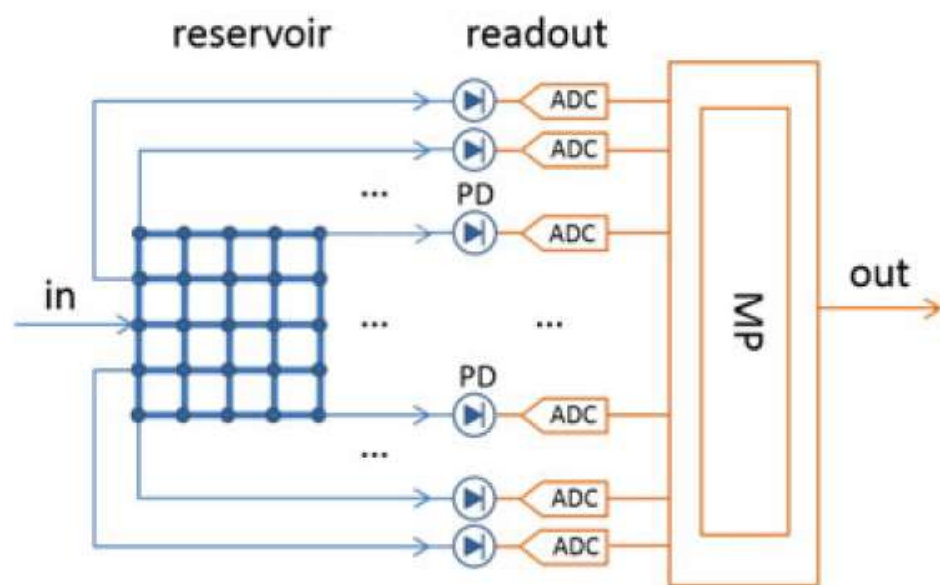 reservoir readout
ADC
ADC
... PD
ADC
in ... ... MP out
PD
ADC
...
ADC
ADC